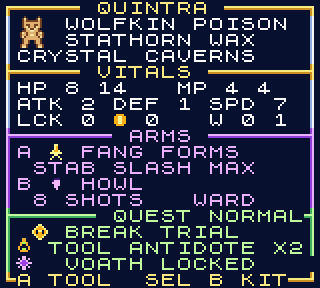 QUINTRA
WOLFKIN POISON
STATHORN WAX
CRYSTAL CAVERNS
VITALS
HP 8 14 MP 4 4
ATK 2 DEF 1 SPD 7
LCK 0 0 W 0 1
ARMS
A FANG FORMS
STAB SLASH MAX
B HOWL
8 SHOTS WARD
QUEST NORMAL
BREAK TRIAL
TOOL ANTIDOTE X2
VOATH LOCKED
A TOOL SEL B KIT